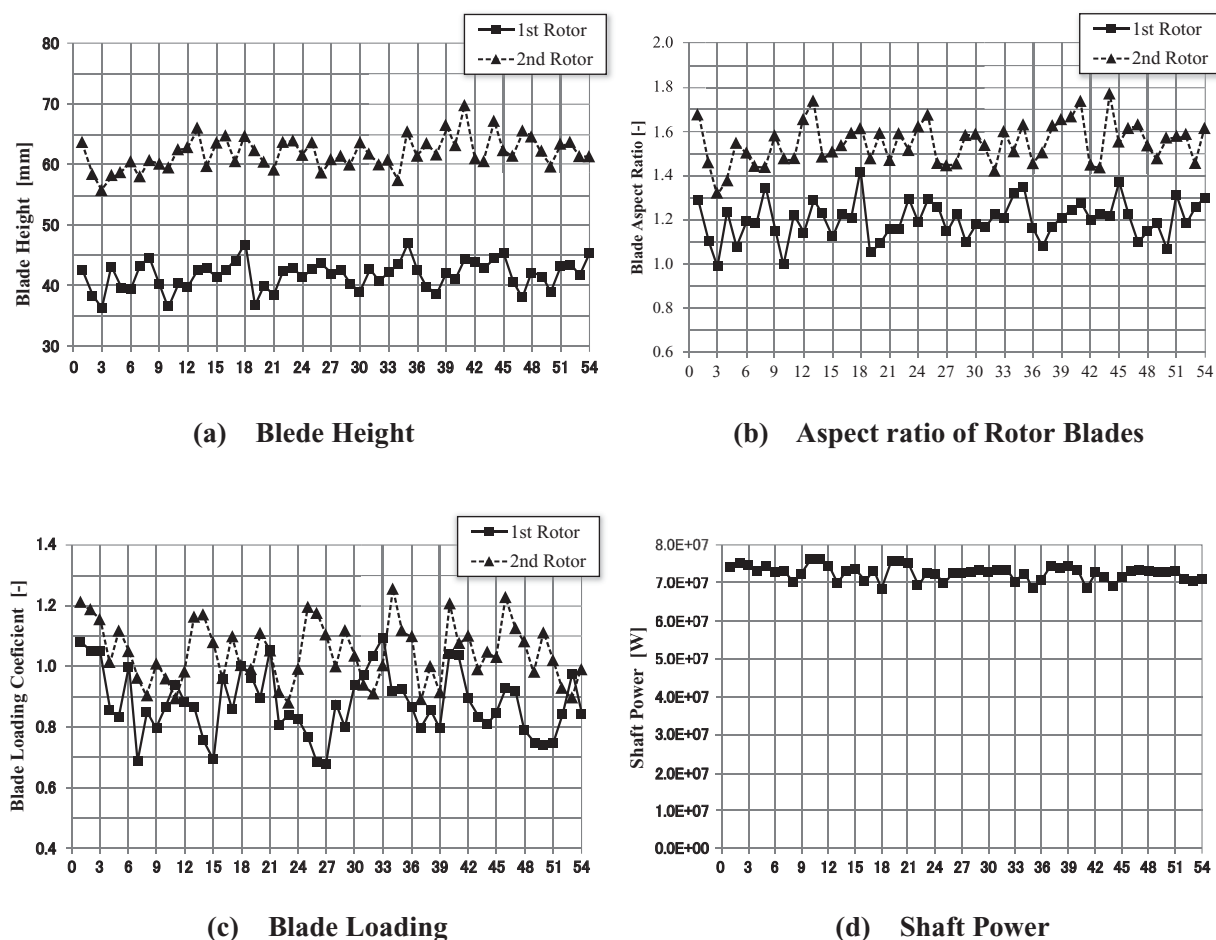 1st Rotor
2nd Rotor
80
70
60
50
40
30
Blade Height [mm]
0 3 6 9 12 15 18 21 24 27 30 33 36 39 42 45 48 51 54
(a) Blede Height
1st Rotor
2nd Rotor
2.0
1.8
1.6
1.4
1.2
1.0
0.8
0.6
Blade Aspect Ratio [-]
0 3 6 9 12 15 18 21 24 27 30 33 36 39 42 45 48 51 54
(b) Aspect ratio of Rotor Blades
1st Rotor
2nd Rotor
1.4
1.2
1.0
0.8
0.6
0.4
Blade Loading Coeficient [-]
0 3 6 9 12 15 18 21 24 27 30 33 36 39 42 45 48 51 54
(c) Blade Loading
8.0E+07
7.0E+07
6.0E+07
5.0E+07
4.0E+07
3.0E+07
2.0E+07
1.0E+07
0.0E+00
Shaft Power [W]
0 3 6 9 12 15 18 21 24 27 30 33 36 39 42 45 48 51 54
(d) Shaft Power